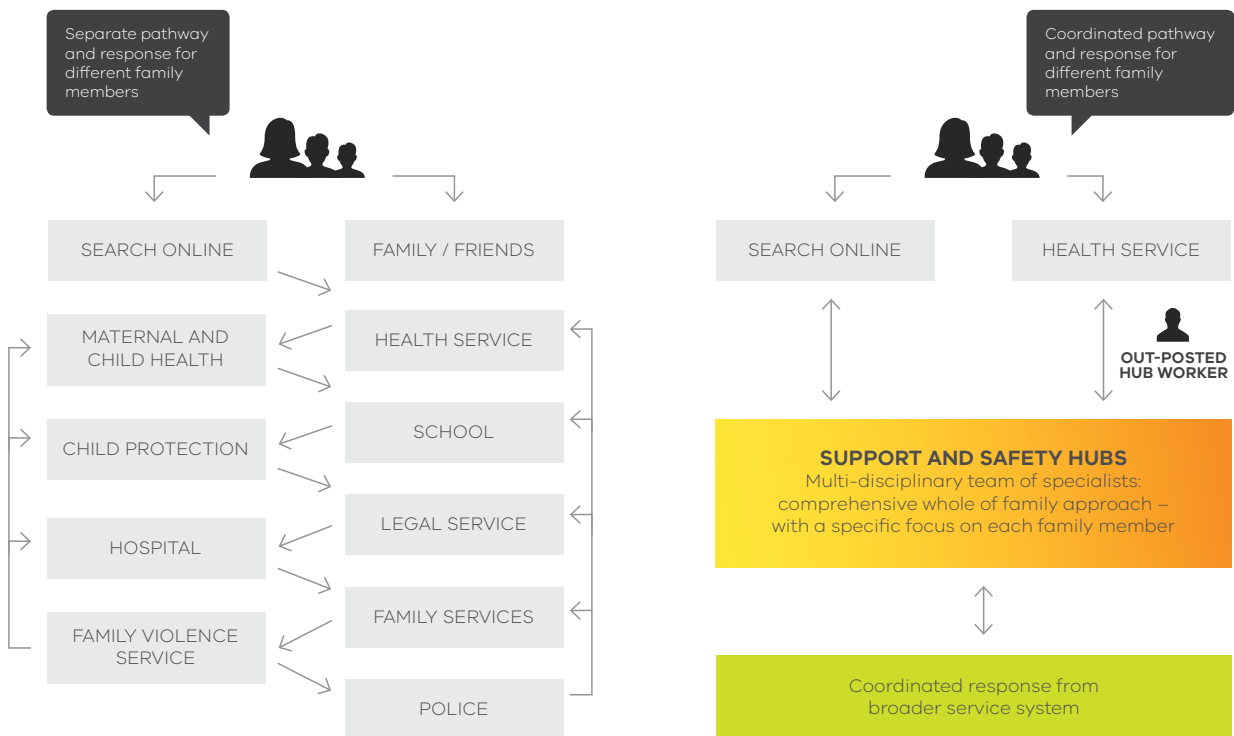 Separate pathway
and response for
different family
members
SEARCH ONLINE
FAMILY / FRIENDS
MATERNAL AND
CHILD HEALTH
HEALTH SERVICE
CHILD PROTECTION
SCHOOL
HOSPITAL
LEGAL SERVICE
FAMILY VIOLENCE
SERVICE
FAMILY SERVICES
POLICE
Coordinated pathway
and response for
different family
members
SEARCH ONLINE
HEALTH SERVICE
OUT-POSTED
HUB WORKER
SUPPORT AND SAFETY HUBS
Multi-disciplinary team of specialists:
comprehensive whole of family approach –
with a specific focus on each family member
Coordinated response from
broader service system